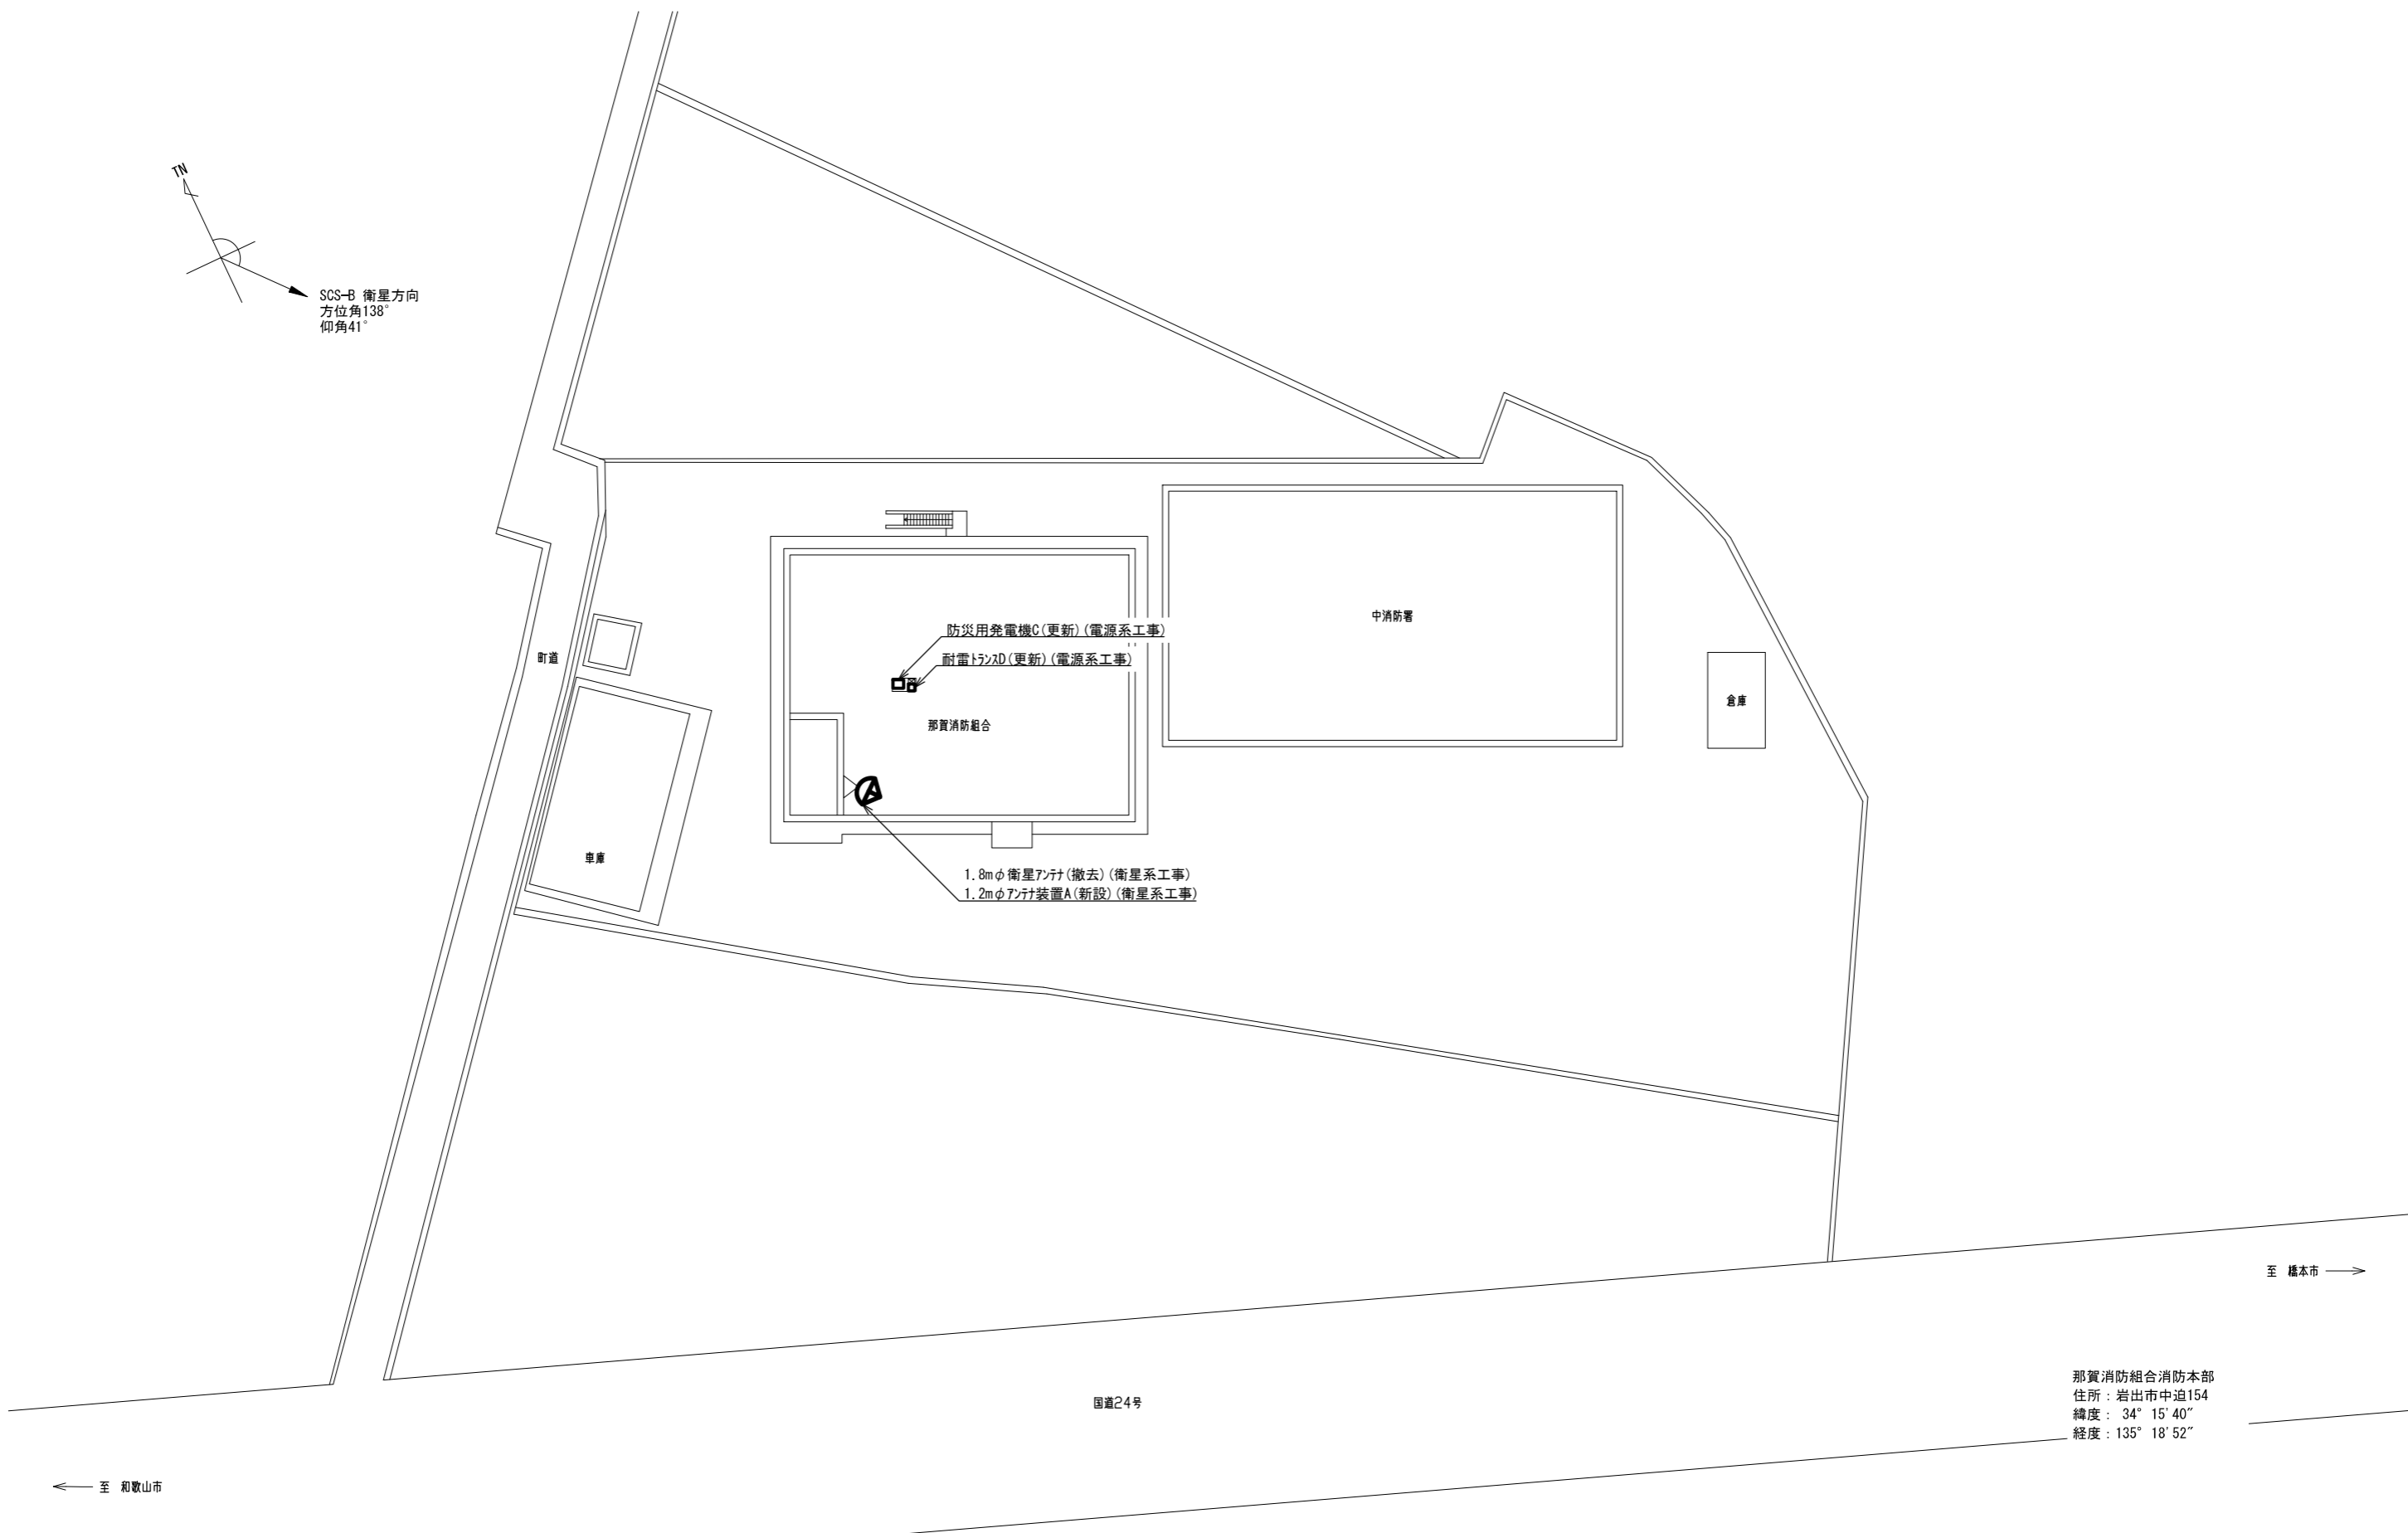 TN
SCS-B 衛星方向
方位角138°
仰角41°
中消防署
防災用発電機C(更新)(電源系工事)
町道
耐雷トランスD(更新)(電源系工事)
倉庫
那賀消防組合
車庫
1.8mφ衛星アンテナ(撤去)(衛星系工事)
1.2mφアンテナ装置A(新設)(衛星系工事)
至 橋本市
国道24号
那賀消防組合消防本部
住所：岩出市中迫154
緯度： 34° 15′40″
経度：135° 18′52″
至 和歌山市